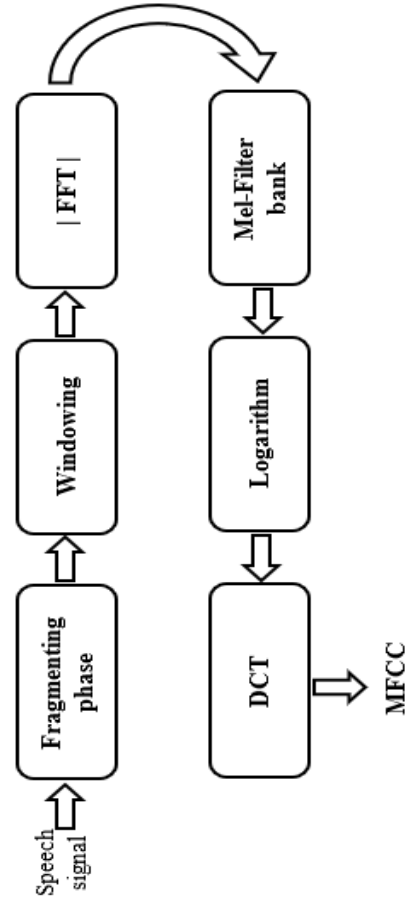 Speech
signal
Fragmenting
phase
Windowing
| FFT |
Mel-Filter
bank
Logarithm
DCT
MFCC